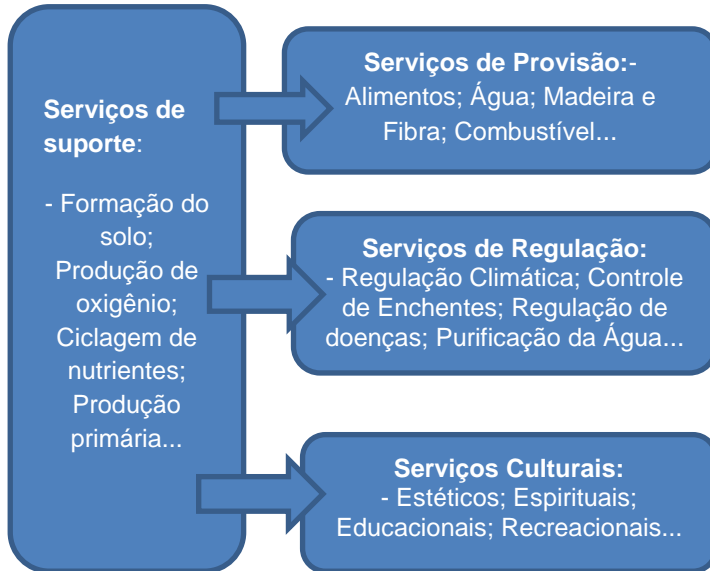 Serviços de
suporte:
- Formação do
solo;
Produção de
oxigênio;
Ciclagem de
nutrientes;
Produção
primária...
Serviços de Provisão:-
Alimentos; Água; Madeira e
Fibra; Combustível...
Serviços de Regulação:
- Regulação Climática; Controle
de Enchentes; Regulação de
doenças; Purificação da Água...
Serviços Culturais:
- Estéticos; Espirituais;
Educacionais; Recreacionais...